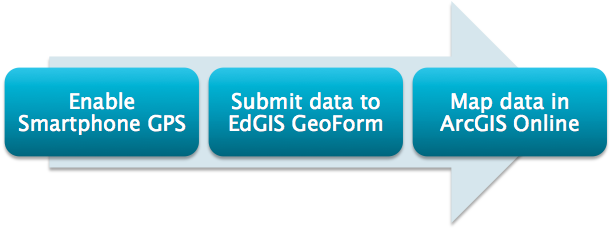 Enable
Smartphone GPS
Submit data to
EdGIS GeoForm
Map data in
ArcGIS Online